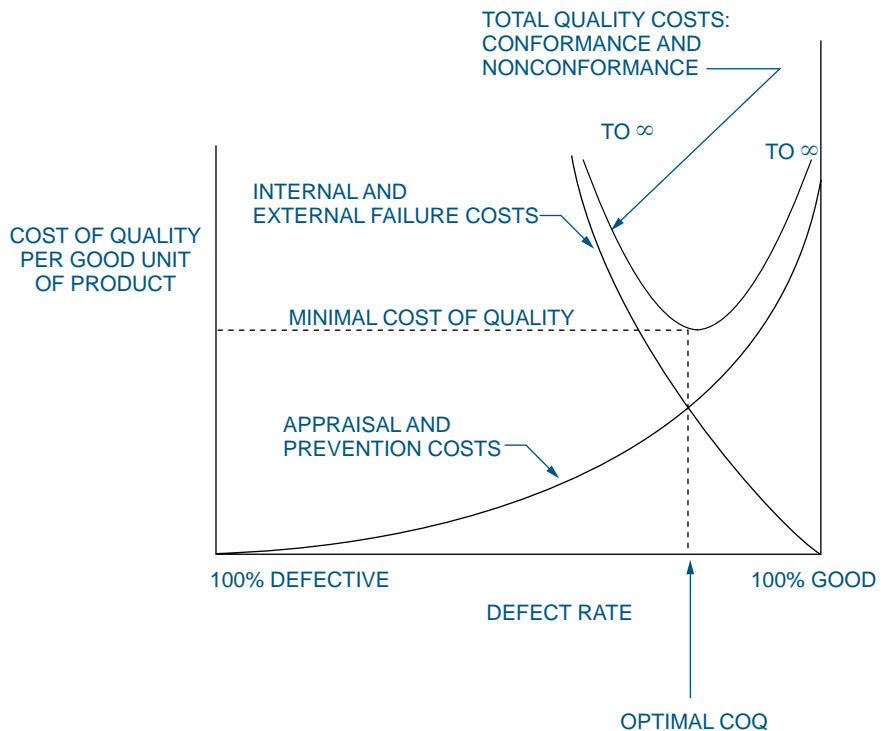 TOTAL QUALITY COSTS:
CONFORMANCE AND
NONCONFORMANCE
TO ∞
TO ∞
INTERNAL AND
EXTERNAL FAILURE COSTS
COST OF QUALITY
PER GOOD UNIT
OF PRODUCT
MINIMAL COST OF QUALITY
APPRAISAL AND
PREVENTION COSTS
100% DEFECTIVE
100% GOOD
DEFECT RATE
OPTIMAL COQ